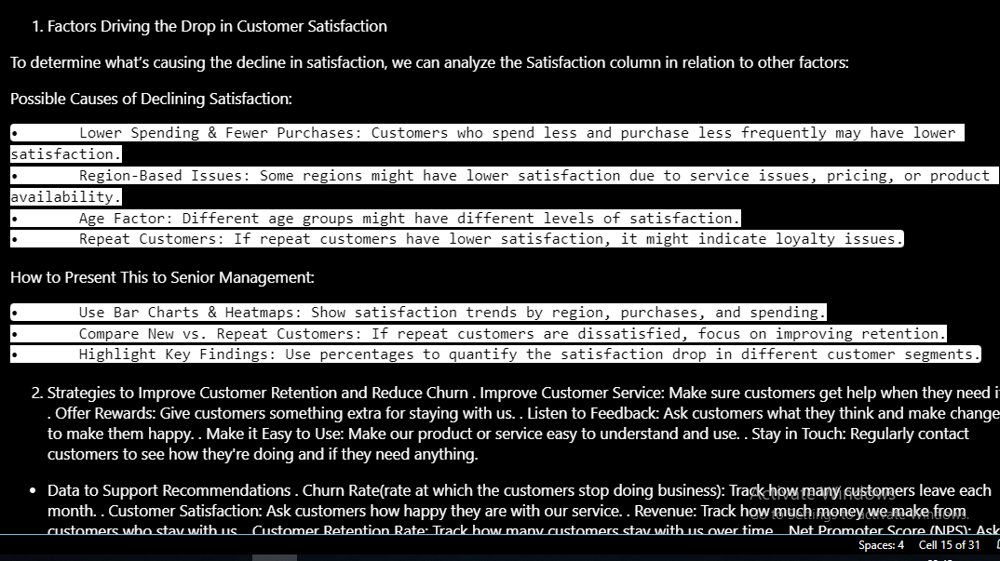 1. Factors Driving the Drop in Customer Satisfaction
To determine what's causing the decline in satisfaction, we can analyze the Satisfaction column in relation to other factors:
Possible Causes of Declining Satisfaction:
• Lower Spending & Fewer Purchases: Customers who spend less and purchase less frequently may have lower
satisfaction.
• Region-Based Issues: Some regions might have lower satisfaction due to service issues, pricing, or product
availability.
• Age Factor: Different age groups might have different levels of satisfaction.
• Repeat Customers: If repeat customers have lower satisfaction, it might indicate loyalty issues.
How to Present This to Senior Management:
• Use Bar Charts & Heatmaps: Show satisfaction trends by region, purchases, and spending.
• Compare New vs. Repeat Customers: If repeat customers are dissatisfied, focus on improving retention.
• Highlight Key Findings: Use percentages to quantify the satisfaction drop in different customer segments.
2. Strategies to Improve Customer Retention and Reduce Churn . Improve Customer Service: Make sure customers get help when they need i
. Offer Rewards: Give customers something extra for staying with us. . Listen to Feedback: Ask customers what they think and make change
to make them happy. . Make it Easy to Use: Make our product or service easy to understand and use. . Stay in Touch: Regularly contact
customers to see how they're doing and if they need anything.
• Data to Support Recommendations . Churn Rate(rate at which the customers stop doing business): Track how many customers leave each
month. . Customer Satisfaction: Ask customers how happy they are with our service. . Revenue: Track how much money we make from
customers who stay with us. . Customer Retention Rate: Track how many customers stay with us over time. . Net Promoter Score (NPS): Ask
Activate Windows
Go to Settings to activate Windows.
Spaces: 4 Cell 15 of 31